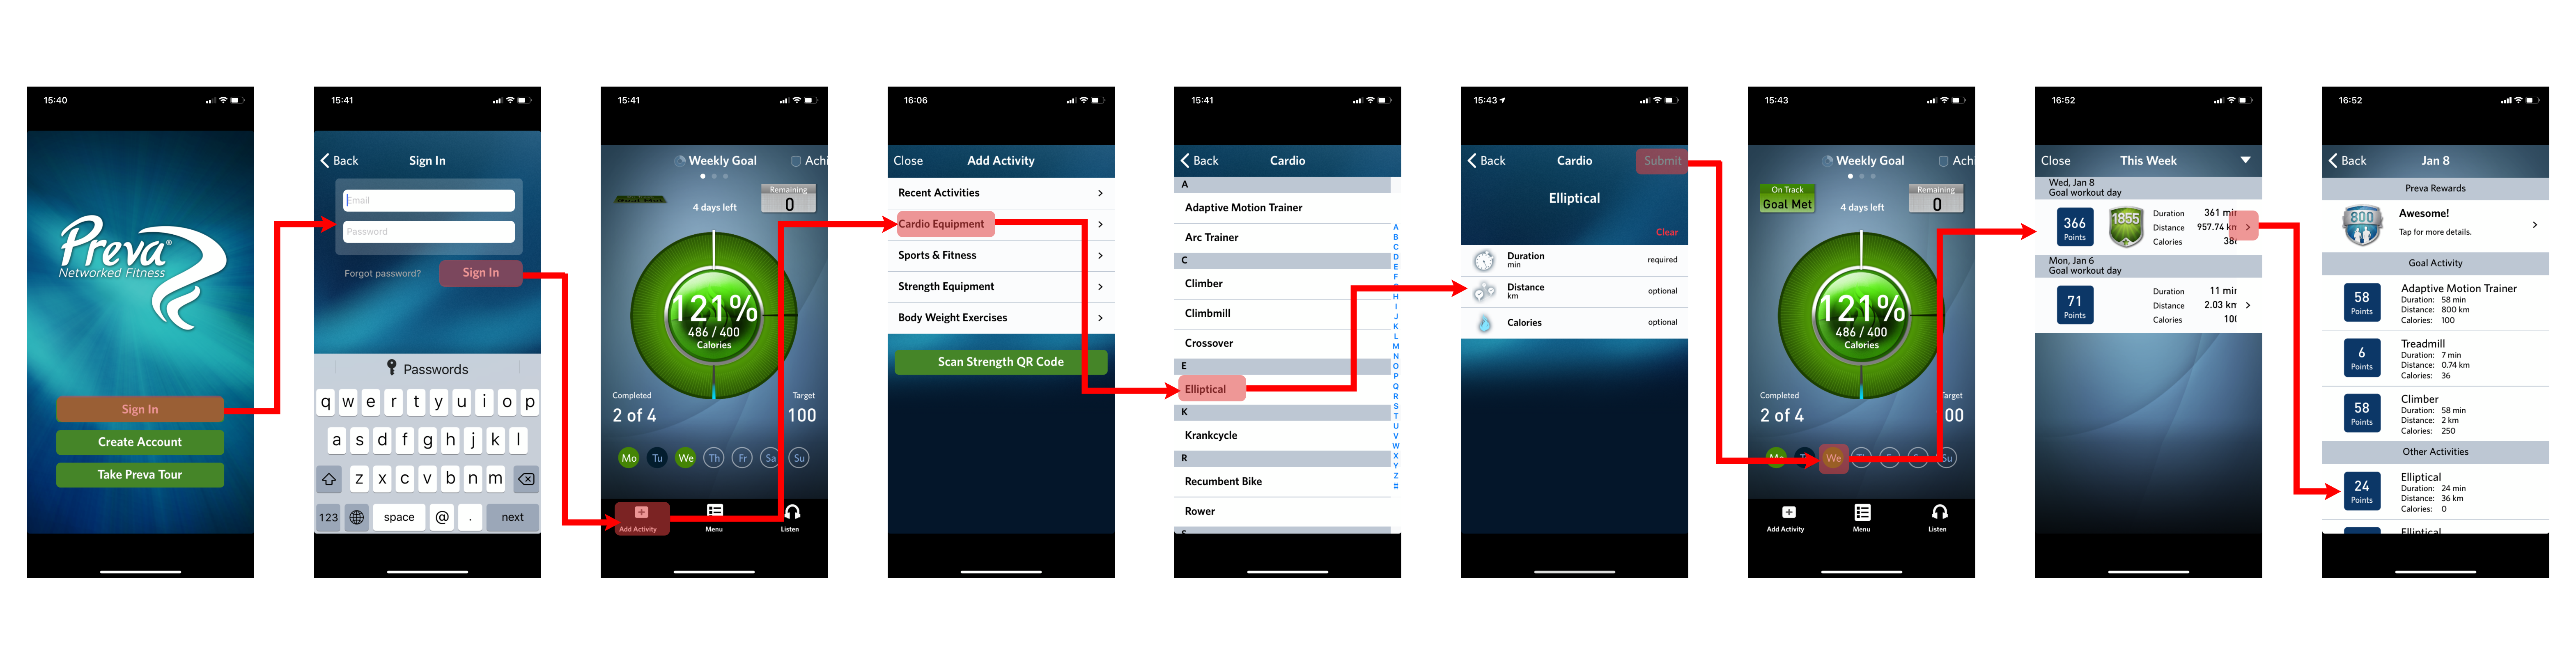 15:40
Preva®
Networked Fitness
Sign In
Create Account
Take Preva Tour
15:41
Back
Sign In
Email
Password
Forgot password?
Sign In
Passwords
q w e r t y u i o p
a s d f g h j k l
z x c v b n m
123 space @ . next
15:41
Weekly Goal
Achi
Goal Met
4 days left
Remaining
0
121%
486 / 400
Calories
Completed
2 of 4
Target
100
Mo Tu We Th Fr Sa Su
Add Activity
Menu
Listen
16:06
Close
Add Activity
Recent Activities
Cardio Equipment
Sports & Fitness
Strength Equipment
Body Weight Exercises
Scan Strength QR Code
15:41
Back
Cardio
A
Adaptive Motion Trainer
Arc Trainer
C
Climber
Climbmill
Crossover
E
Elliptical
K
Krankcycle
R
Recumbent Bike
Rower
S
A
B
C
D
E
F
H
I
J
K
L
M
N
O
P
Q
R
S
T
U
V
W
X
Y
Z
#
15:43
Back
Cardio
Submit
Elliptical
Clear
Duration
min
required
Distance
km
optional
Calories
optional
15:43
Weekly Goal
Achi
On Track
Goal Met
4 days left
Remaining
0
121%
486 / 400
Calories
Completed
2 of 4
Target
00
Mo T We Th F S Su
Add Activity
Menu
Listen
16:52
Close
This Week
Wed, Jan 8
Goal workout day
366
Points
1855
Duration 361 min
Distance 957.74 km
Calories 386
Mon, Jan 6
Goal workout day
71
Points
Duration 11 min
Distance 2.03 km
Calories 100
16:52
Back
Jan 8
Preva Rewards
800
Awesome!
Tap for more details.
Goal Activity
58
Points
Adaptive Motion Trainer
Duration: 58 min
Distance: 800 km
Calories: 100
6
Points
Treadmill
Duration: 7 min
Distance: 0.74 km
Calories: 36
58
Points
Climber
Duration: 58 min
Distance: 2 km
Calories: 250
Other Activities
24
Points
Elliptical
Duration: 24 min
Distance: 36 km
Calories: 0
Elliptical